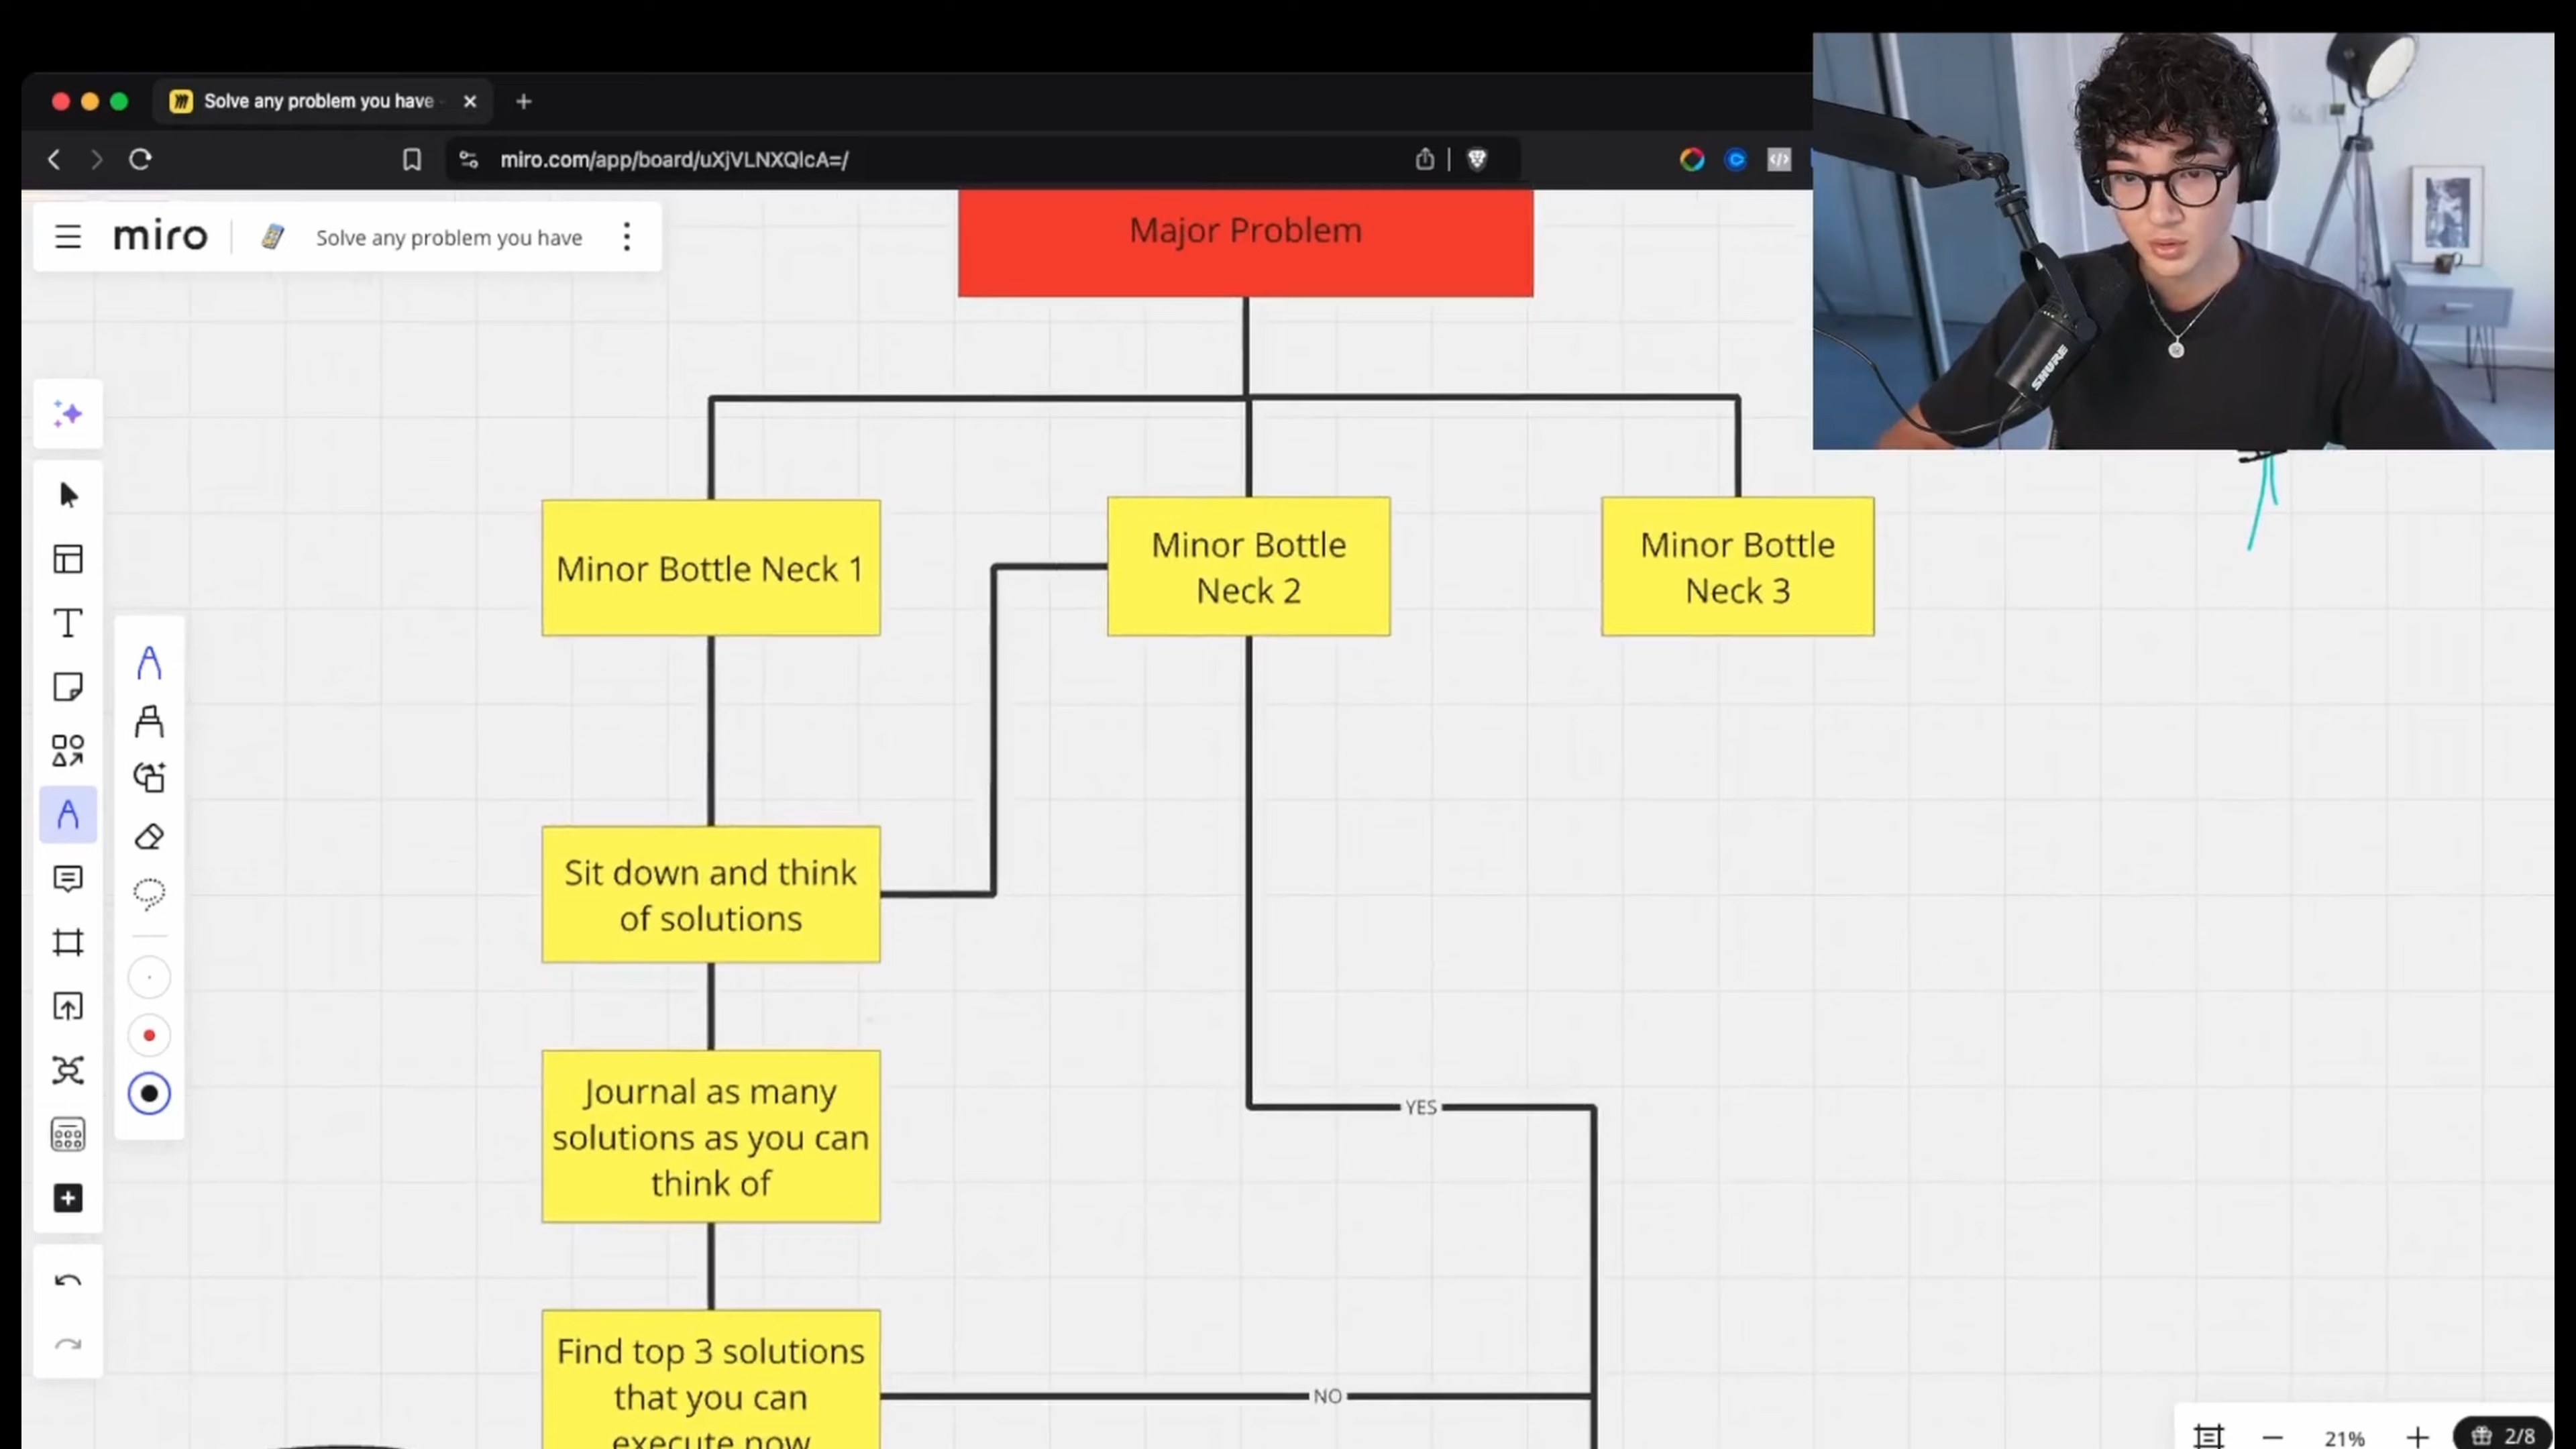 Solve any problem you have
miro.com/app/board/uXjVLNXQlcA=/
miro
Solve any problem you have
Major Problem
Minor Bottle Neck 1
Minor Bottle
Neck 2
Minor Bottle
Neck 3
SHURE
Sit down and think
of solutions
Journal as many
solutions as you can
think of
YES
Find top 3 solutions
that you can
execute now
NO
21%
2/8